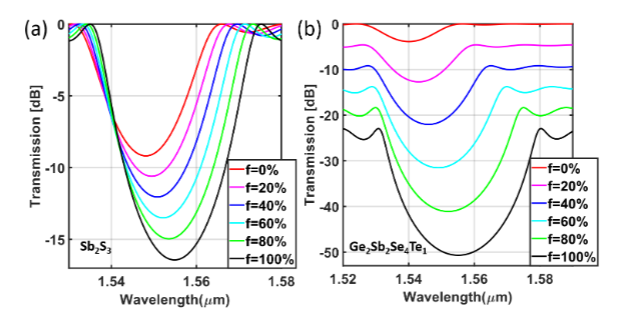 (a)
Transmission [dB]
0
-5
-10
-15
1.54
1.56
1.58
Wavelength(μm)
Sb₂S₃
f=0%
f=20%
f=40%
f=60%
f=80%
f=100%
(b)
Transmission [dB]
0
-10
-20
-30
-40
-50
1.52
1.54
1.56
1.58
Wavelength(μm)
Ge₂Sb₂Se₄Te₁
f=0%
f=20%
f=40%
f=60%
f=80%
f=100%